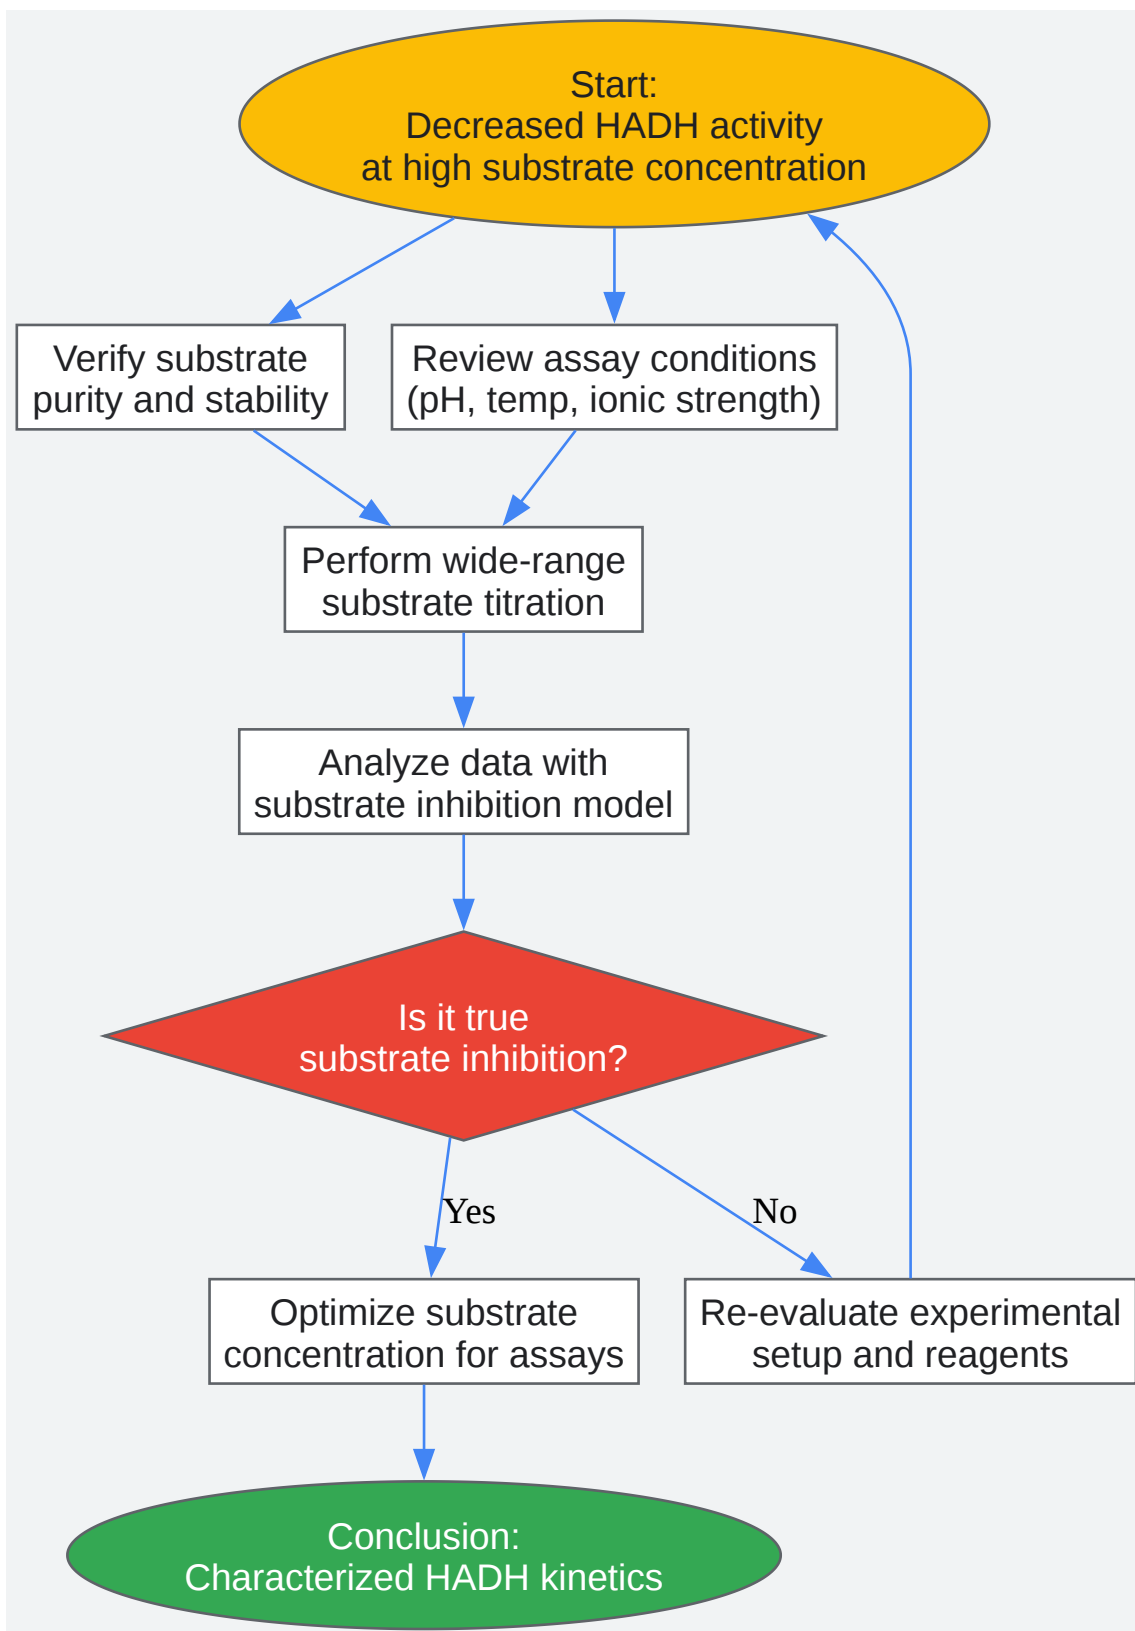 Start:
Decreased HADH activity
at high substrate concentration
Verify substrate
purity and stability
Review assay conditions
(pH, temp, ionic strength)
Perform wide-range
substrate titration
Analyze data with
substrate inhibition model
Is it true
substrate inhibition?
Yes
No
Optimize substrate
concentration for assays
Re-evaluate experimental
setup and reagents
Conclusion:
Characterized HADH kinetics